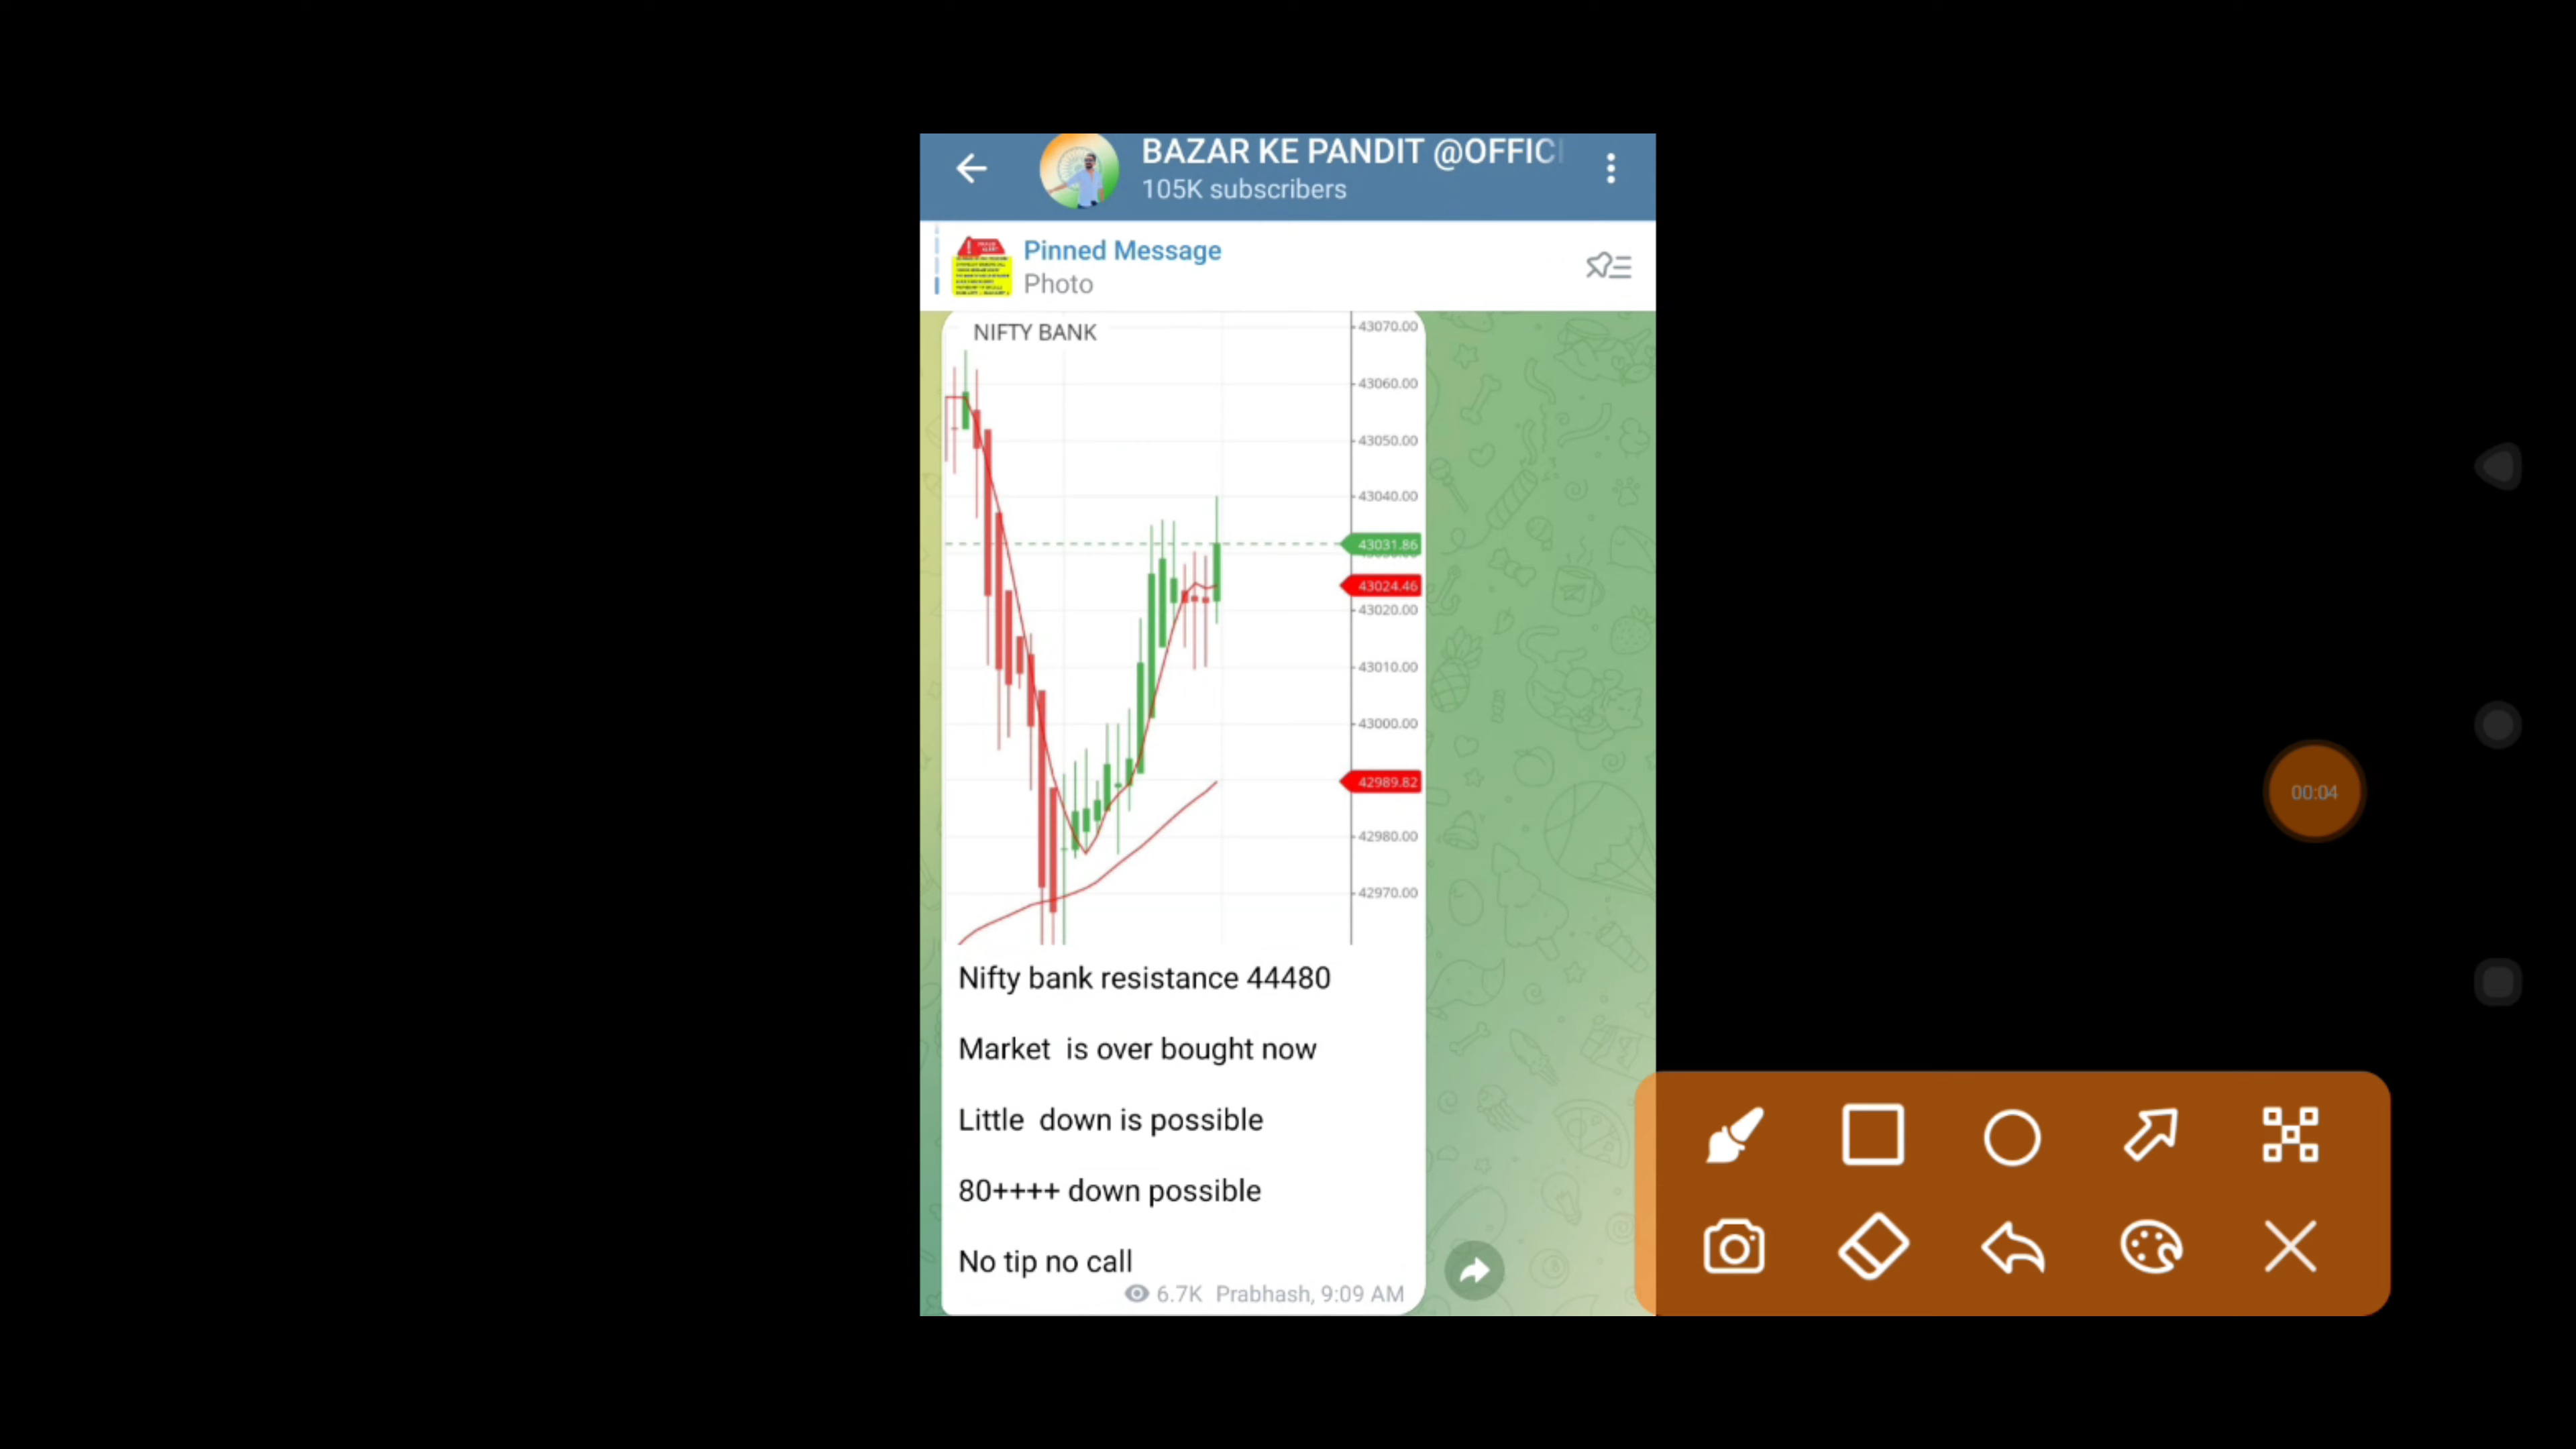 BAZAR KE PANDIT @OFFIC
105K subscribers
Pinned Message
Photo
NIFTY BANK
43070.00
43060.00
43050.00
43040.00
43031.86
43024.46
43020.00
43010.00
43000.00
42989.82
42980.00
42970.00
Nifty bank resistance 44480
Market is over bought now
Little down is possible
80++++ down possible
No tip no call
6.7K Prabhash, 9:09 AM
00:04